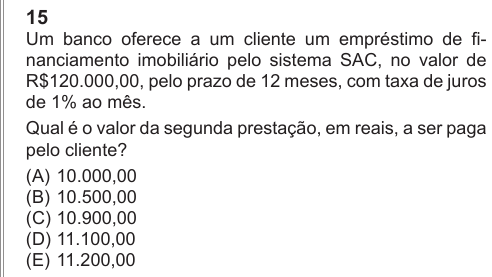 15
Um banco oferece a um cliente um empréstimo de fi-
nanciamento imobiliário pelo sistema SAC, no valor de
R$120.000,00, pelo prazo de 12 meses, com taxa de juros
de 1% ao mês.
Qual é o valor da segunda prestação, em reais, a ser paga
pelo cliente?
(A) 10.000,00
(B) 10.500,00
(C) 10.900,00
(D) 11.100,00
(E) 11.200,00